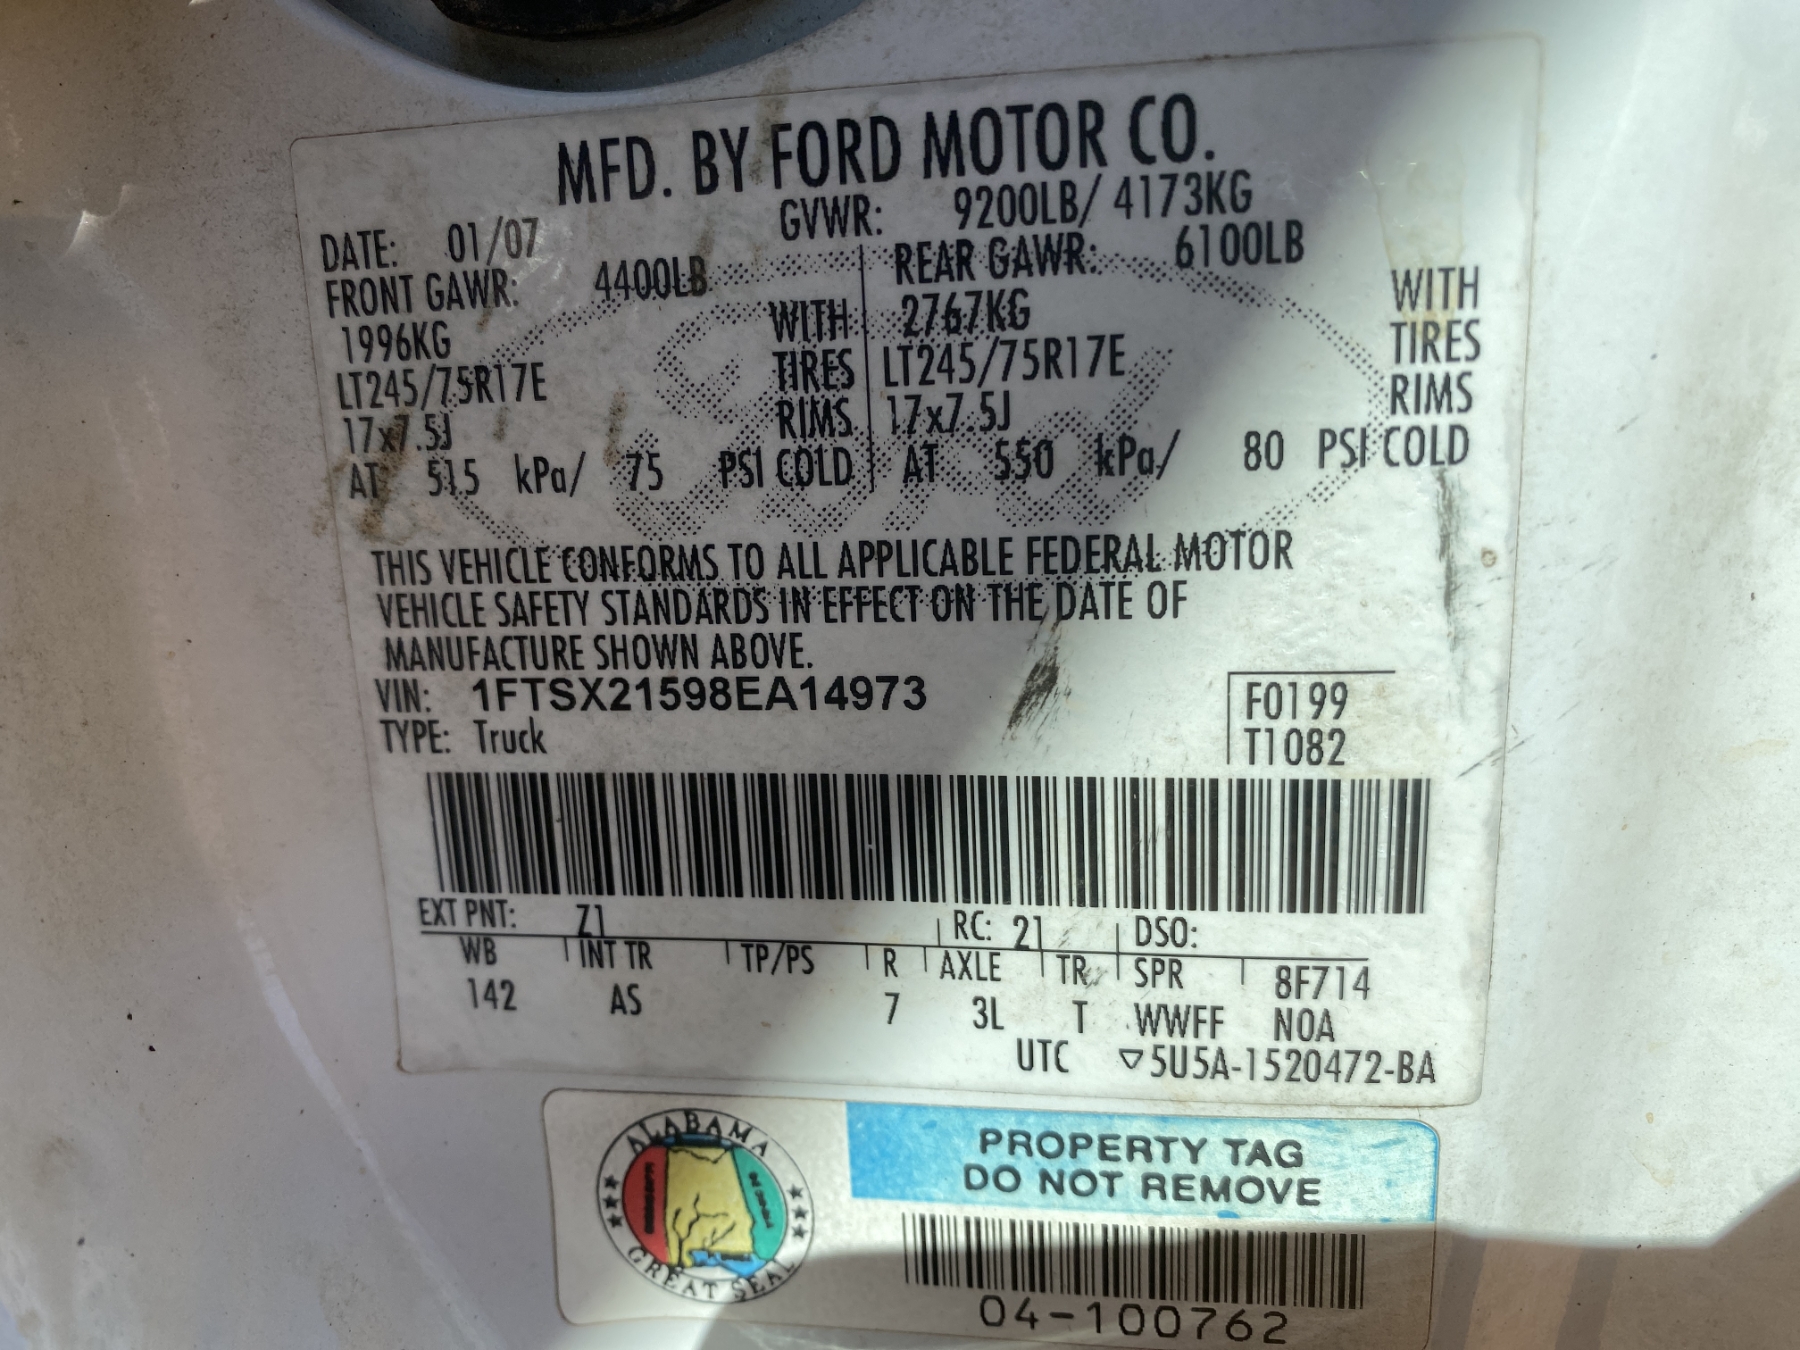 MFD. BY FORD MOTOR CO.
DATE: 01/07 GVWR: 9200LB/ 4173KG
FRONT GAWR: 4400LB REAR GAWR: 6100LB
1996KG WITH 2767KG WITH
LT245/75R17E TIRES LT245/75R17E TIRES
17x7.5J RIMS 17x7.5J RIMS
AT 515 kPa/ 75 PSI COLD AT 550 kPa/ 80 PSI COLD
THIS VEHICLE CONFORMS TO ALL APPLICABLE FEDERAL MOTOR
VEHICLE SAFETY STANDARDS IN EFFECT ON THE DATE OF
MANUFACTURE SHOWN ABOVE.
VIN: 1FTSX21598EA14973 F0199
TYPE: Truck T1082
EXT PNT: Z1 RC: 21 DSO:
WB INT TR TP/PS R AXLE TR SPR 8F714
142 AS 7 3L T WWFF NOA
UTC ▽5U5A-1520472-BA
ALABAMA
GREAT SEAL
PROPERTY TAG
DO NOT REMOVE
04-100762